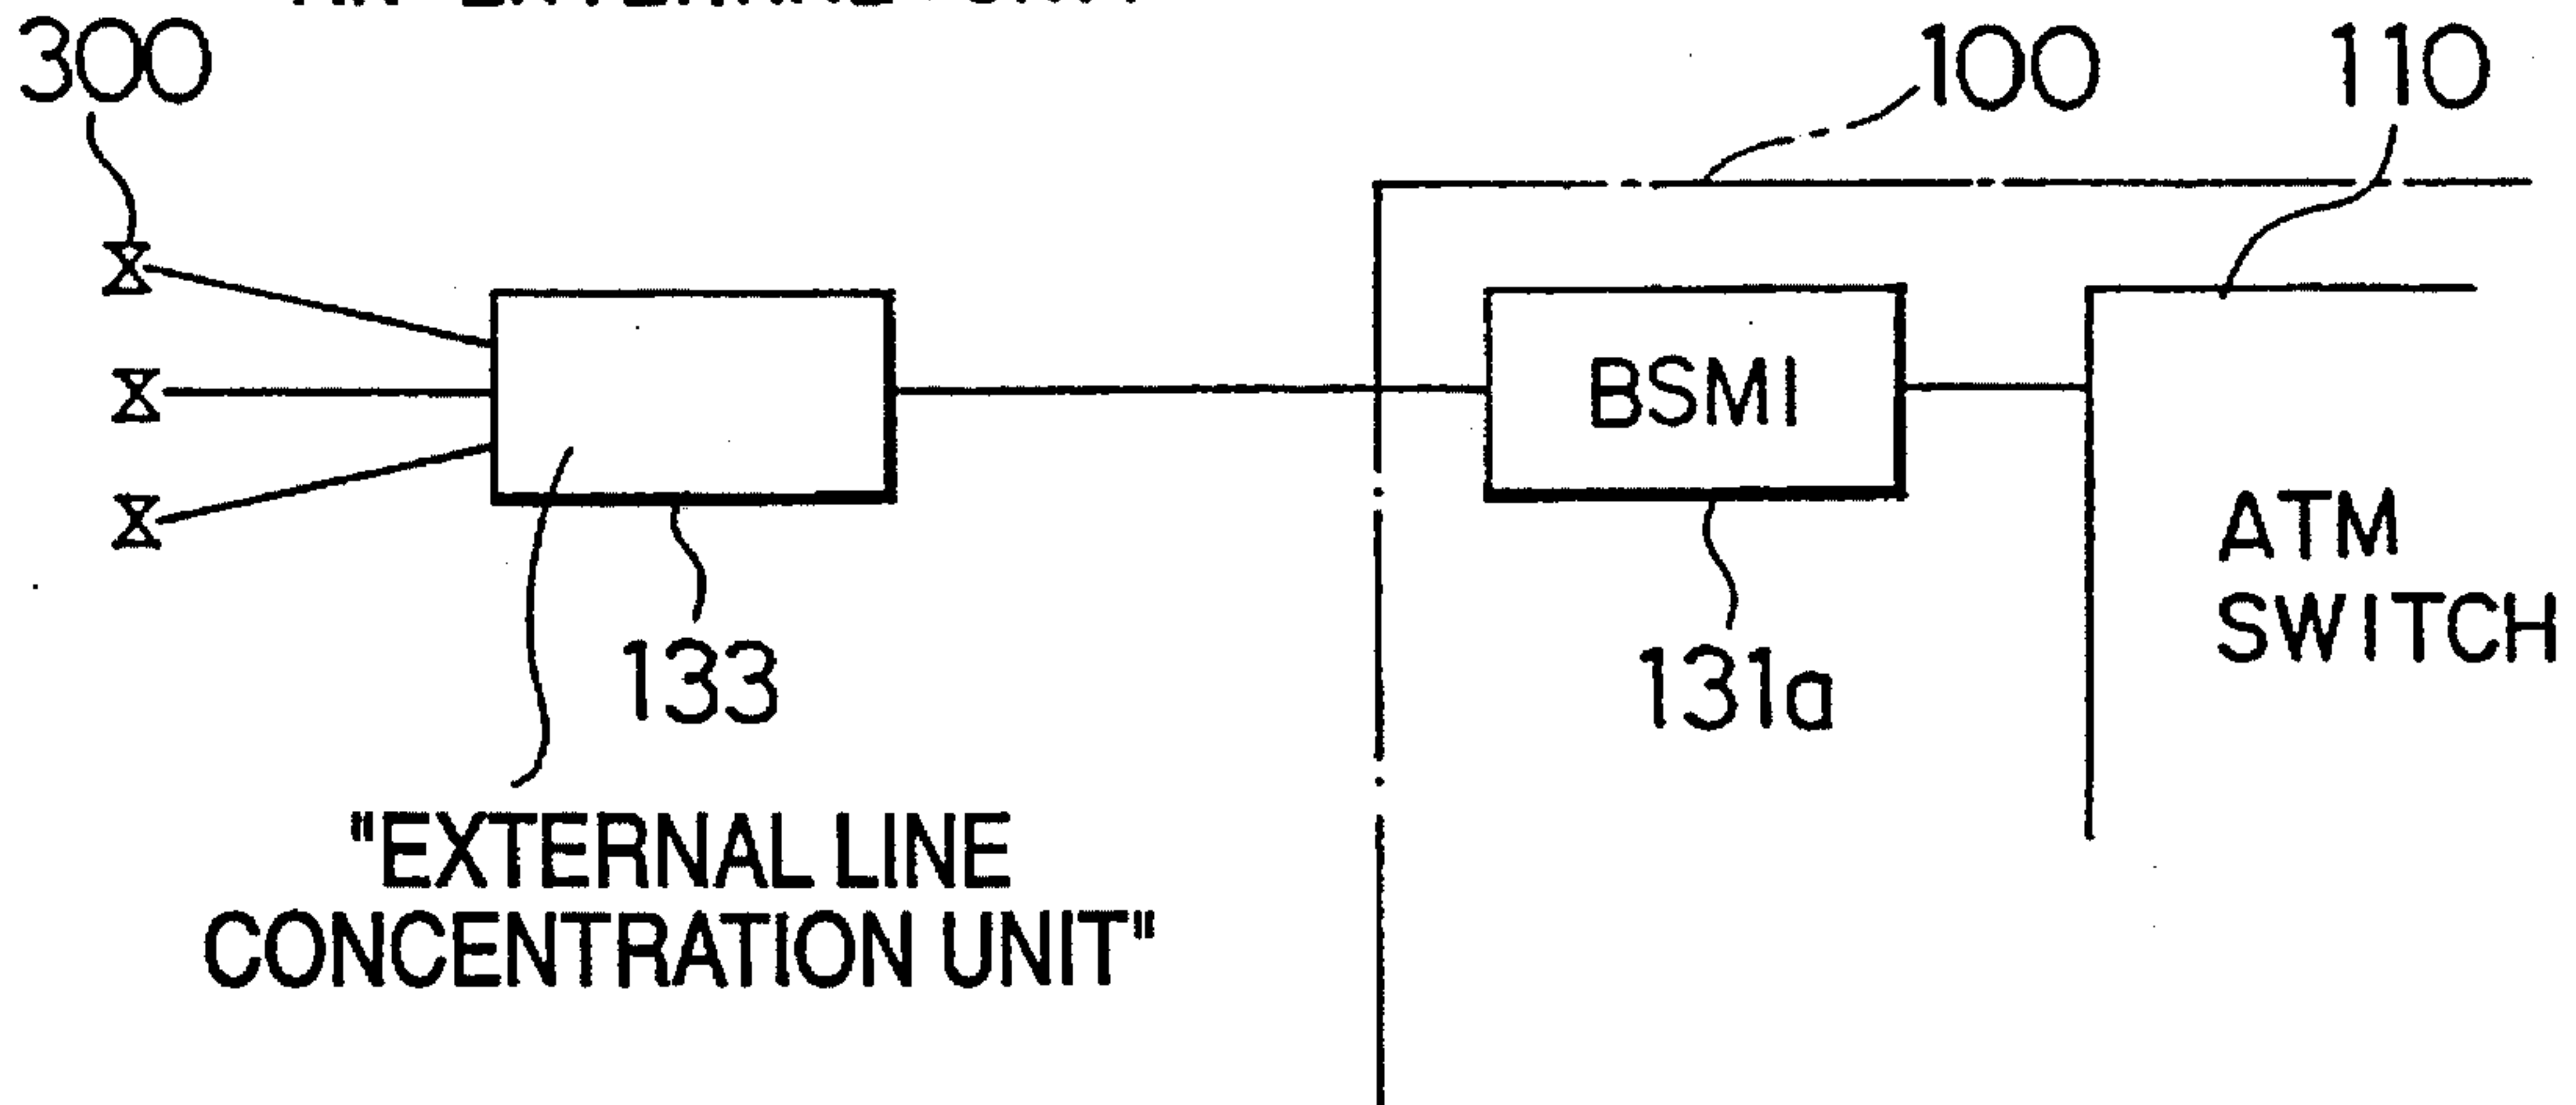 300
100
110
BSMI
ATM
SWITCH
133
131a
"EXTERNAL LINE
CONCENTRATION UNIT"